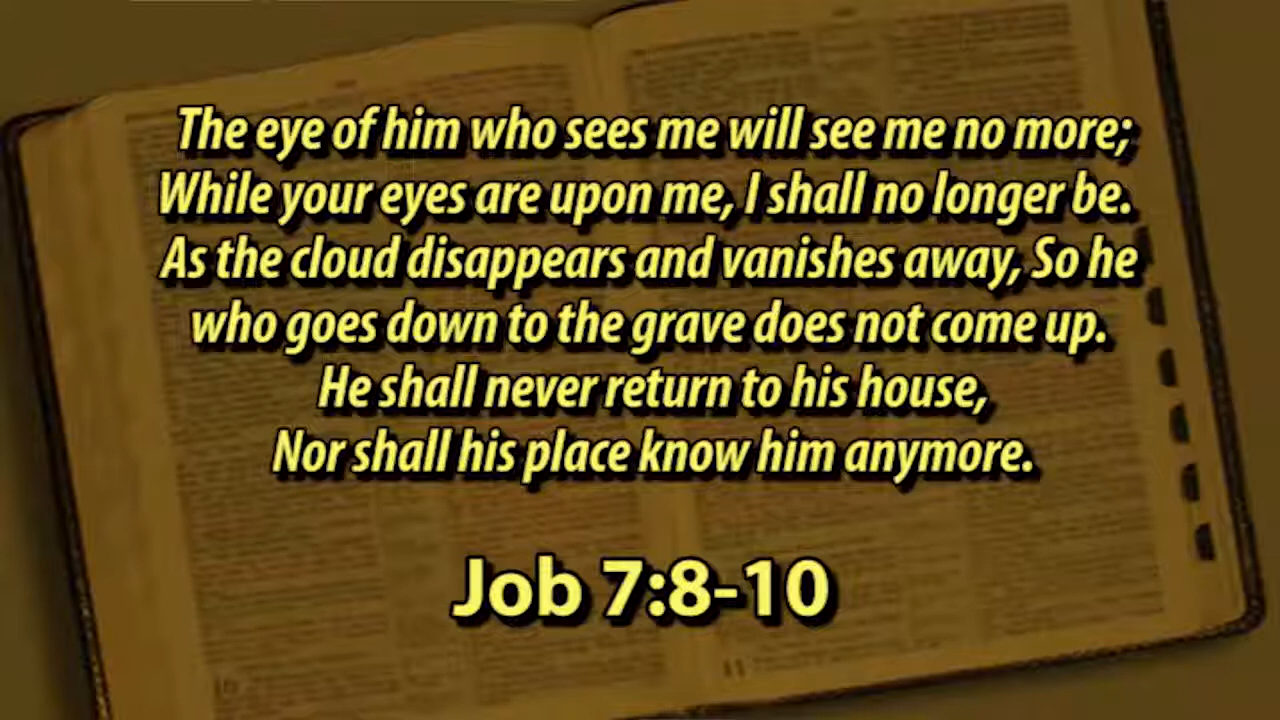 The eye of him who sees me will see me no more;
While your eyes are upon me, I shall no longer be.
As the cloud disappears and vanishes away, So he
who goes down to the grave does not come up.
He shall never return to his house,
Nor shall his place know him anymore.
Job 7:8-10